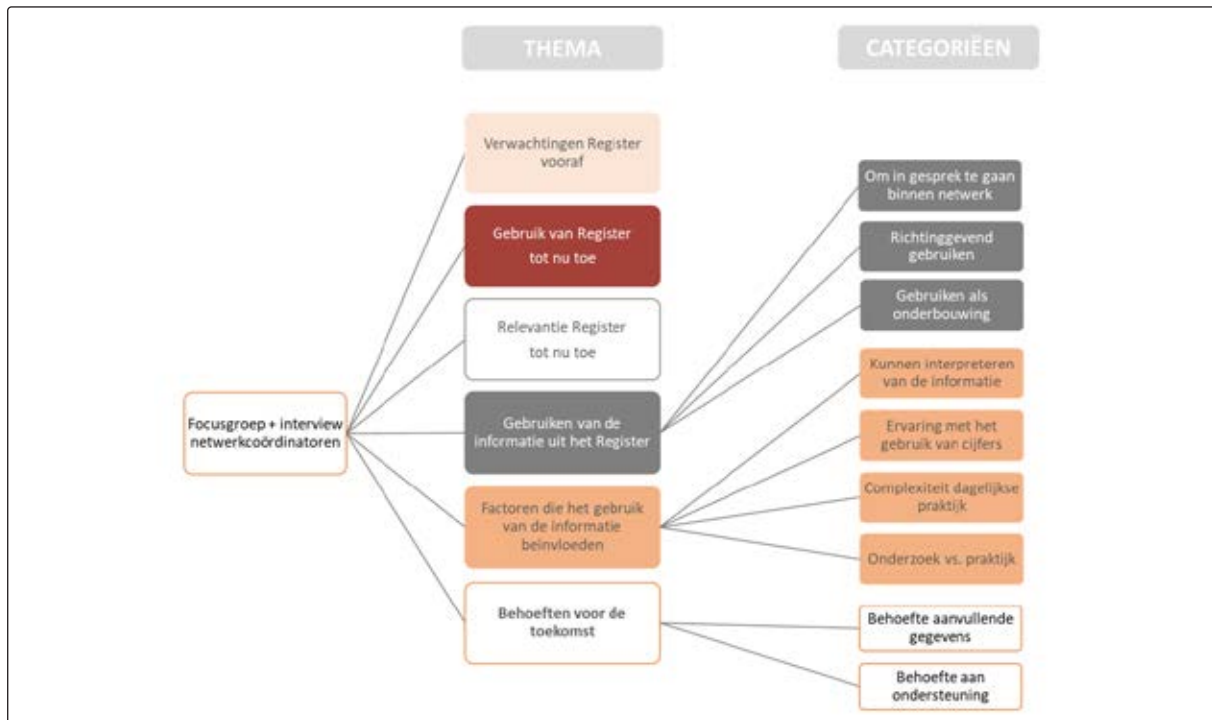 THEMA
CATEGORIËEN
Verwachtingen Register
vooraf
Gebruik van Register
tot nu toe
Relevantie Register
tot nu toe
Focusgroep + interview
netwerkcoördinatoren
Gebruiken van de
informatie uit het Register
Factoren die het gebruik
van de informatie
beïnvloeden
Behoeften voor de
toekomst
Om in gesprek te gaan
binnen netwerk
Richtinggevend
gebruiken
Gebruiken als
onderbouwing
Kunnen interpreteren
van de informatie
Ervaring met het
gebruik van cijfers
Complexiteit dagelijkse
praktijk
Onderzoek vs. praktijk
Behoefte aanvullende
gegevens
Behoefte aan
ondersteuning